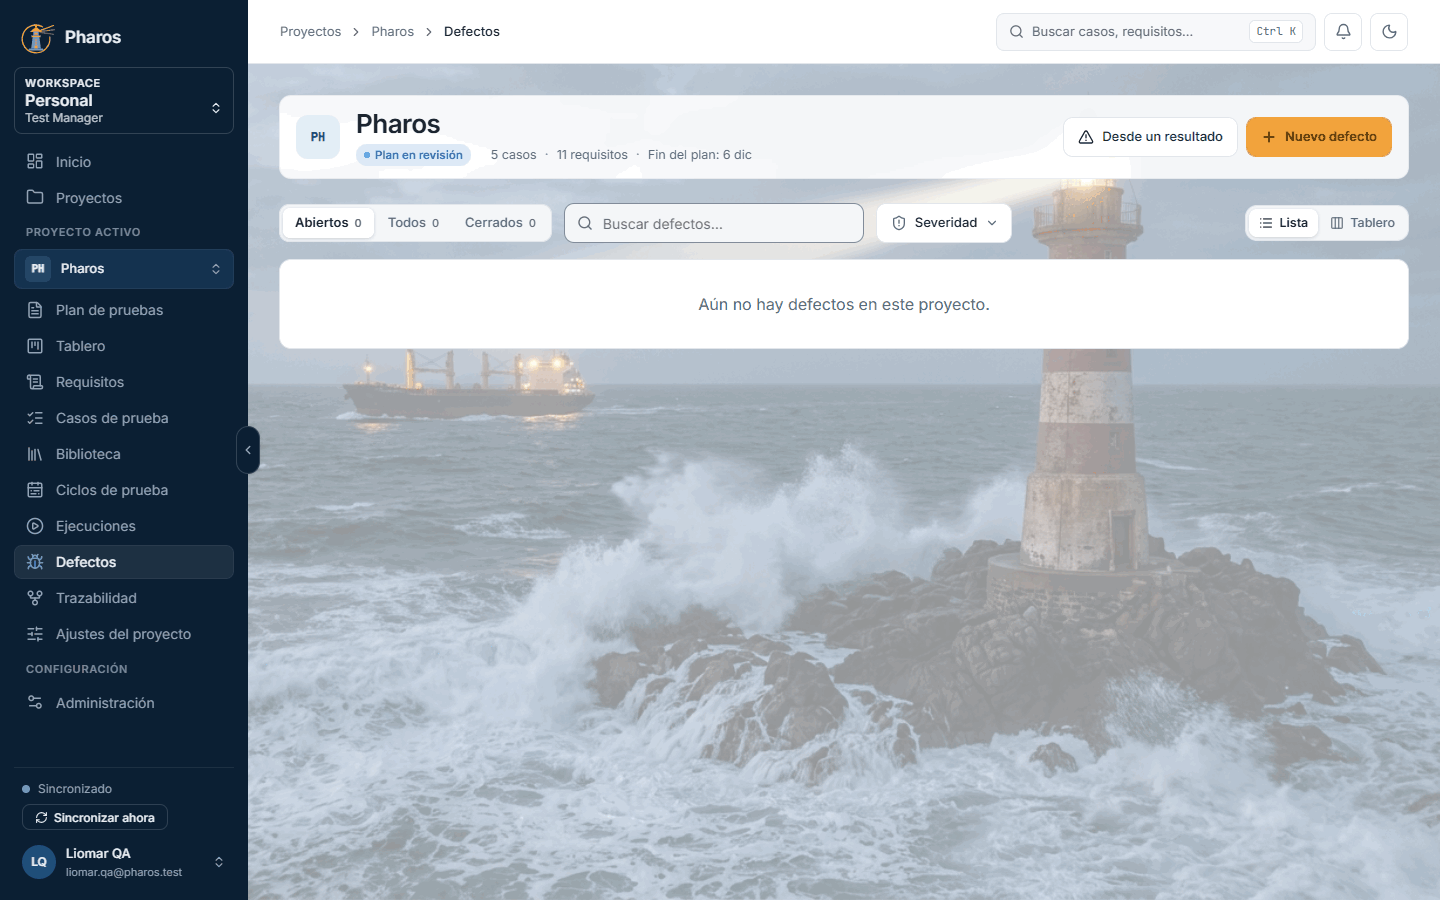 Pharos
WORKSPACE
Personal
Test Manager
Inicio
Proyectos
PROYECTO ACTIVO
PH Pharos
Plan de pruebas
Tablero
Requisitos
Casos de prueba
Biblioteca
Ciclos de prueba
Ejecuciones
Defectos
Trazabilidad
Ajustes del proyecto
CONFIGURACIÓN
Administración
Sincronizado
Sincronizar ahora
LQ
Liomar QA
liomar.qa@pharos.test
Proyectos > Pharos > Defectos
Buscar casos, requisitos... Ctrl K
PH
Pharos
Plan en revisión 5 casos · 11 requisitos · Fin del plan: 6 dic
Desde un resultado
+ Nuevo defecto
Abiertos 0 Todos 0 Cerrados 0
Buscar defectos...
Severidad
Lista Tablero
Aún no hay defectos en este proyecto.